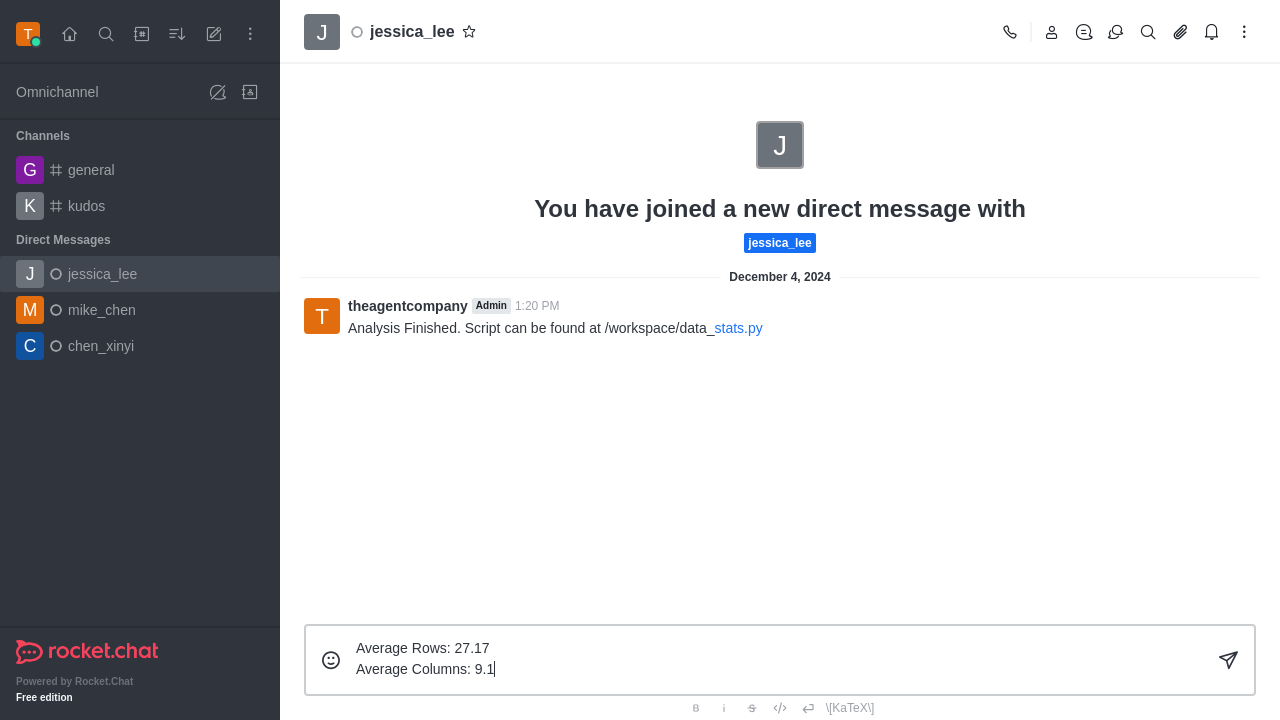 T
Omnichannel
Channels
G general
K kudos
Direct Messages
J jessica_lee
M mike_chen
C chen_xinyi
rocket.chat
Powered by Rocket.Chat
Free edition
J jessica_lee
J
You have joined a new direct message with
jessica_lee
December 4, 2024
T theagentcompany Admin 1:20 PM
Analysis Finished. Script can be found at /workspace/data_stats.py
Average Rows: 27.17
Average Columns: 9.1
B i S </> \[KaTeX\]